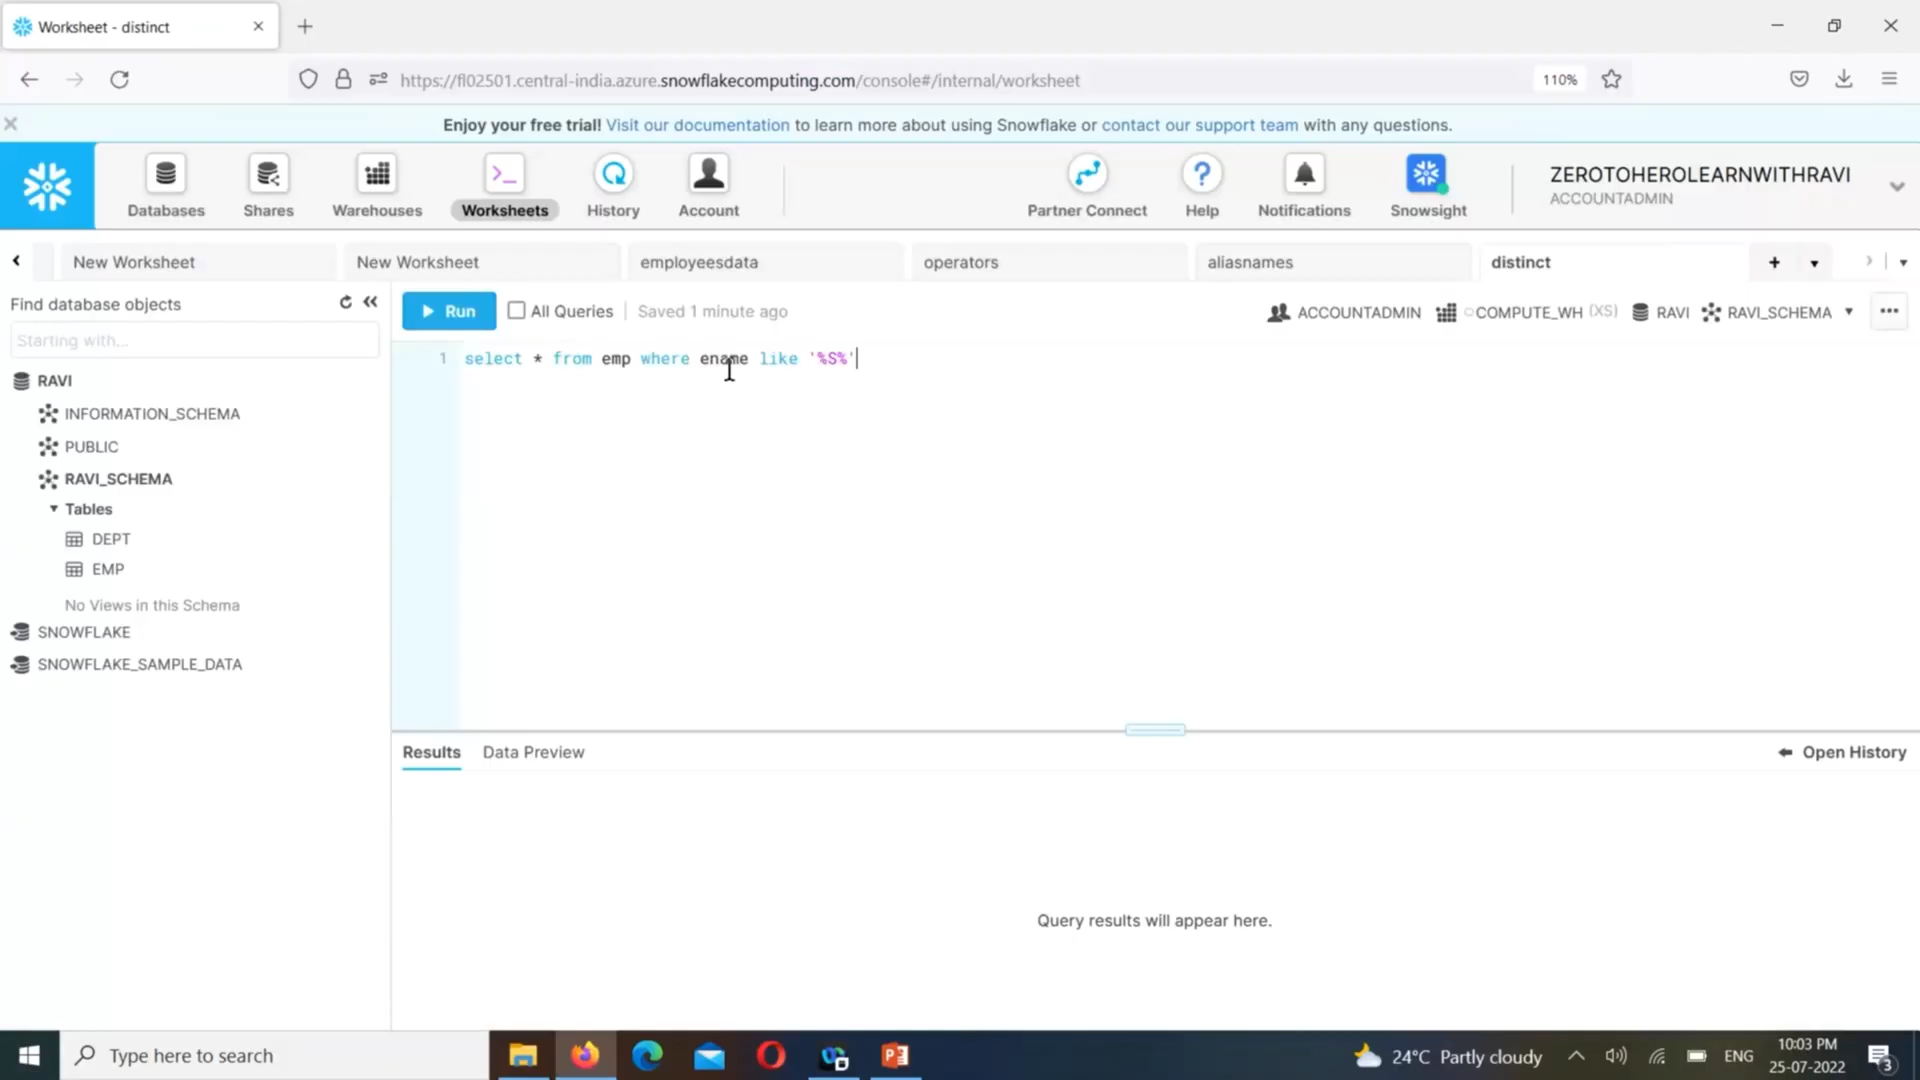 Worksheet - distinct
https://fl02501.central-india.azure.snowflakecomputing.com/console#/internal/worksheet
110%
Enjoy your free trial! Visit our documentation to learn more about using Snowflake or contact our support team with any questions.
Databases
Shares
Warehouses
Worksheets
History
Account
Partner Connect
Help
Notifications
Snowsight
ZEROTOHEROLEARNWITHRAVI
ACCOUNTADMIN
New Worksheet
New Worksheet
employeesdata
operators
aliasnames
distinct
Find database objects
Starting with...
RAVI
INFORMATION_SCHEMA
PUBLIC
RAVI_SCHEMA
Tables
DEPT
EMP
No Views in this Schema
SNOWFLAKE
SNOWFLAKE_SAMPLE_DATA
Run
All Queries
Saved 1 minute ago
ACCOUNTADMIN
COMPUTE_WH (XS)
RAVI
RAVI_SCHEMA
1 select * from emp where ename like '%S%'
Results
Data Preview
Open History
Query results will appear here.
Type here to search
24°C Partly cloudy
ENG
10:03 PM
25-07-2022
3